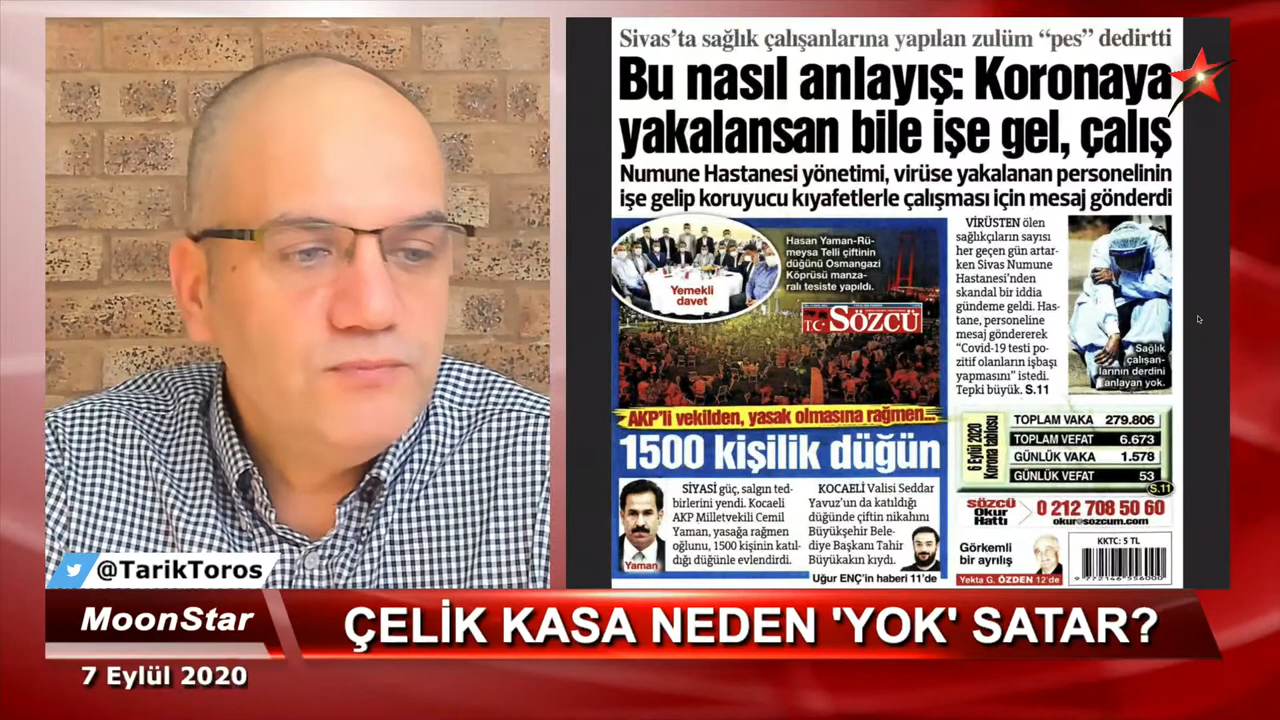 Sivas’ta sağlık çalışanlarına yapılan zulüm “pes” dedirtti
Bu nasıl anlayış: Koronaya
yakalansan bile işe gel, çalış
Numune Hastanesi yönetimi, virüse yakalanan personelinin
işe gelip koruyucu kıyafetlerle çalışması için mesaj gönderdi
Yemekli
davet
Hasan Yaman-Rü-
meysa Telli çiftinin
düğünü Osmangazi
Köprüsü manza-
ralı tesiste yapıldı.
T.C. SÖZCÜ
AKP’li vekilden, yasak olmasına rağmen...
1500 kişilik düğün
SİYASİ güç, salgın ted-
birlerini yendi. Kocaeli
AKP Milletvekili Cemil
Yaman, yasağa rağmen
oğlunu, 1500 kişinin katıl-
dığı düğünle evlendirdi.
Yaman
KOCAELİ Valisi Seddar
Yavuz’un da katıldığı
düğünde çiftin nikahını
Büyükşehir Bele-
diye Başkanı Tahir
Büyükakın kıydı.
Uğur ENÇ’in haberi 11’de
VİRÜSTEN ölen
sağlıkçıların sayısı
her geçen gün artar-
ken Sivas Numune
Hastanesi’nden
skandal bir iddia
gündeme geldi. Has-
tane, personeline
mesaj göndererek
“Covid-19 testi po-
zitif olanların işbaşı
yapmasını” istedi.
Tepki büyük. S.11
Sağlık
çalışan-
larının derdini
anlayan yok.
6 Eylül 2020
Korona tablosu
TOPLAM VAKA 279.806
TOPLAM VEFAT 6.673
GÜNLÜK VAKA 1.578
GÜNLÜK VEFAT 53
S.11
SÖZCÜ
Okur
Hattı
0 212 708 50 60
okur@sozcum.com
Görkemli
bir ayrılış
Yekta G. ÖZDEN 12’de
KKTC: 5 TL
9 772146 556000
@TarikToros
MoonStar
ÇELİK KASA NEDEN 'YOK' SATAR?
7 Eylül 2020